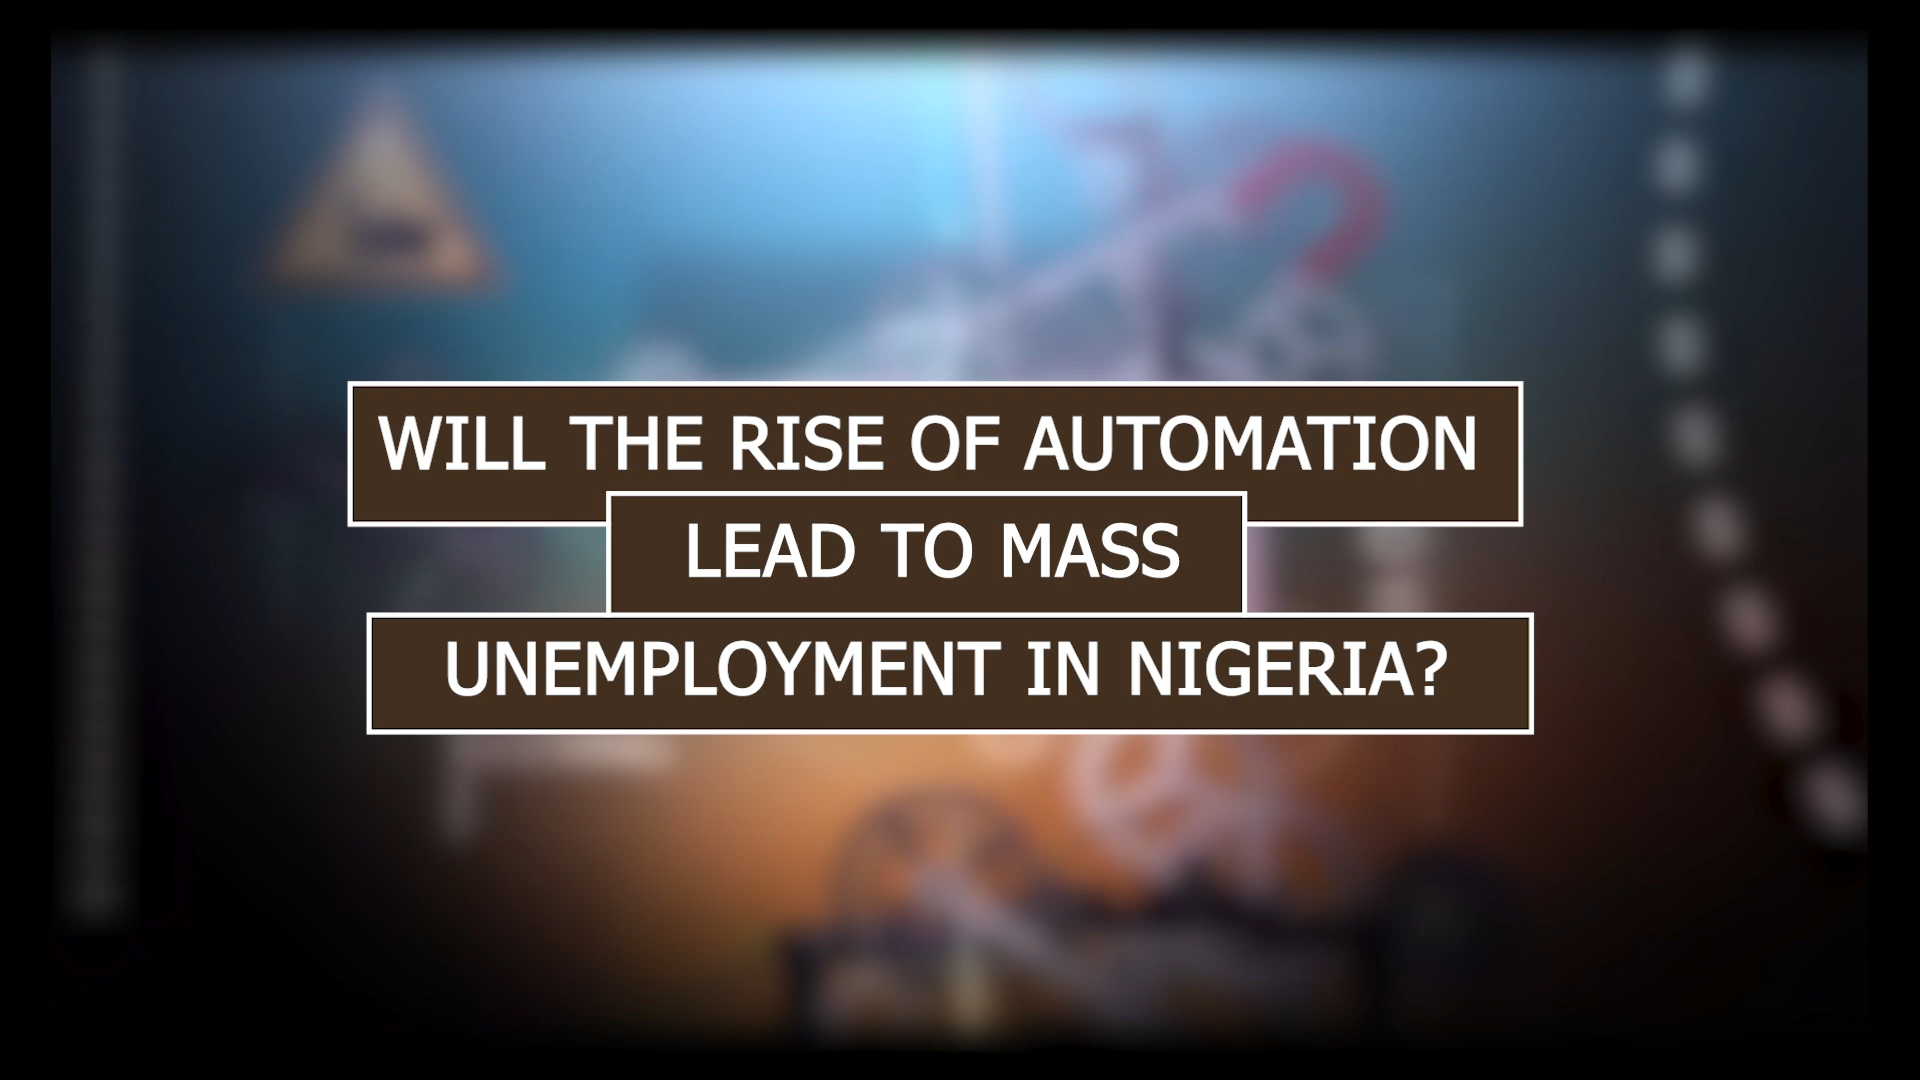 WILL THE RISE OF AUTOMATION
LEAD TO MASS
UNEMPLOYMENT IN NIGERIA?